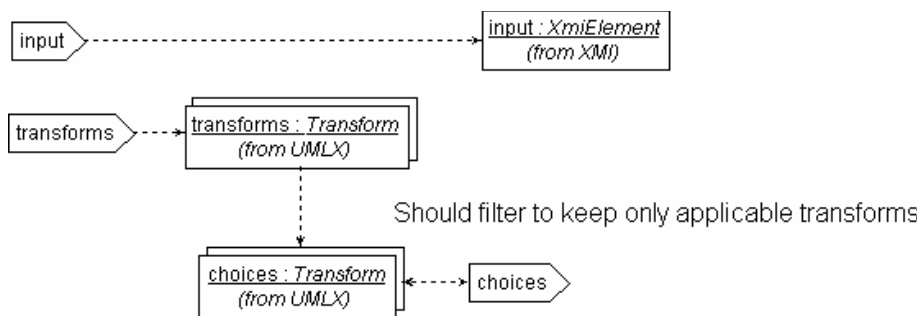 input
input : XmiElement
(from XMI)
transforms
transforms : Transform
(from UMLX)
Should filter to keep only applicable transforms
choices : Transform
(from UMLX)
choices